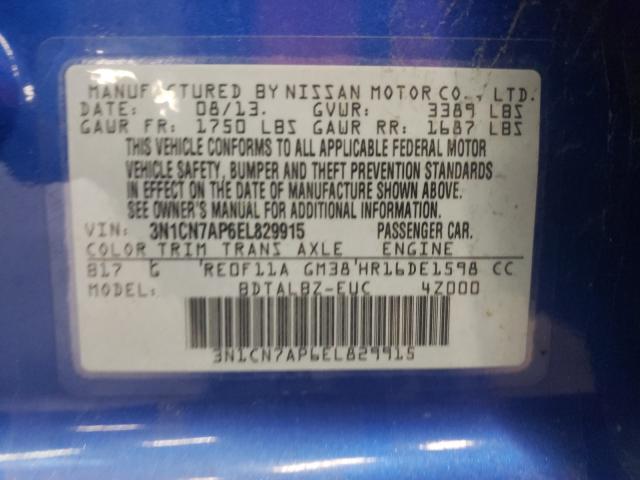 MANUFACTURED BY NISSAN MOTOR CO., LTD.
DATE: 08/13. GVWR: 3389 LBS
GAWR FR: 1750 LBS GAWR RR: 1687 LBS
THIS VEHICLE CONFORMS TO ALL APPLICABLE FEDERAL MOTOR
VEHICLE SAFETY, BUMPER AND THEFT PREVENTION STANDARDS
IN EFFECT ON THE DATE OF MANUFACTURE SHOWN ABOVE.
SEE OWNER'S MANUAL FOR ADDITIONAL INFORMATION.
VIN: 3N1CN7AP6EL829915 PASSENGER CAR.
COLOR TRIM TRANS AXLE ENGINE
B17 G RE0F11A GM38 HR16DE1598 CC
MODEL: BDTALBZ-EUC 4Z000
3N1CN7AP6EL829915